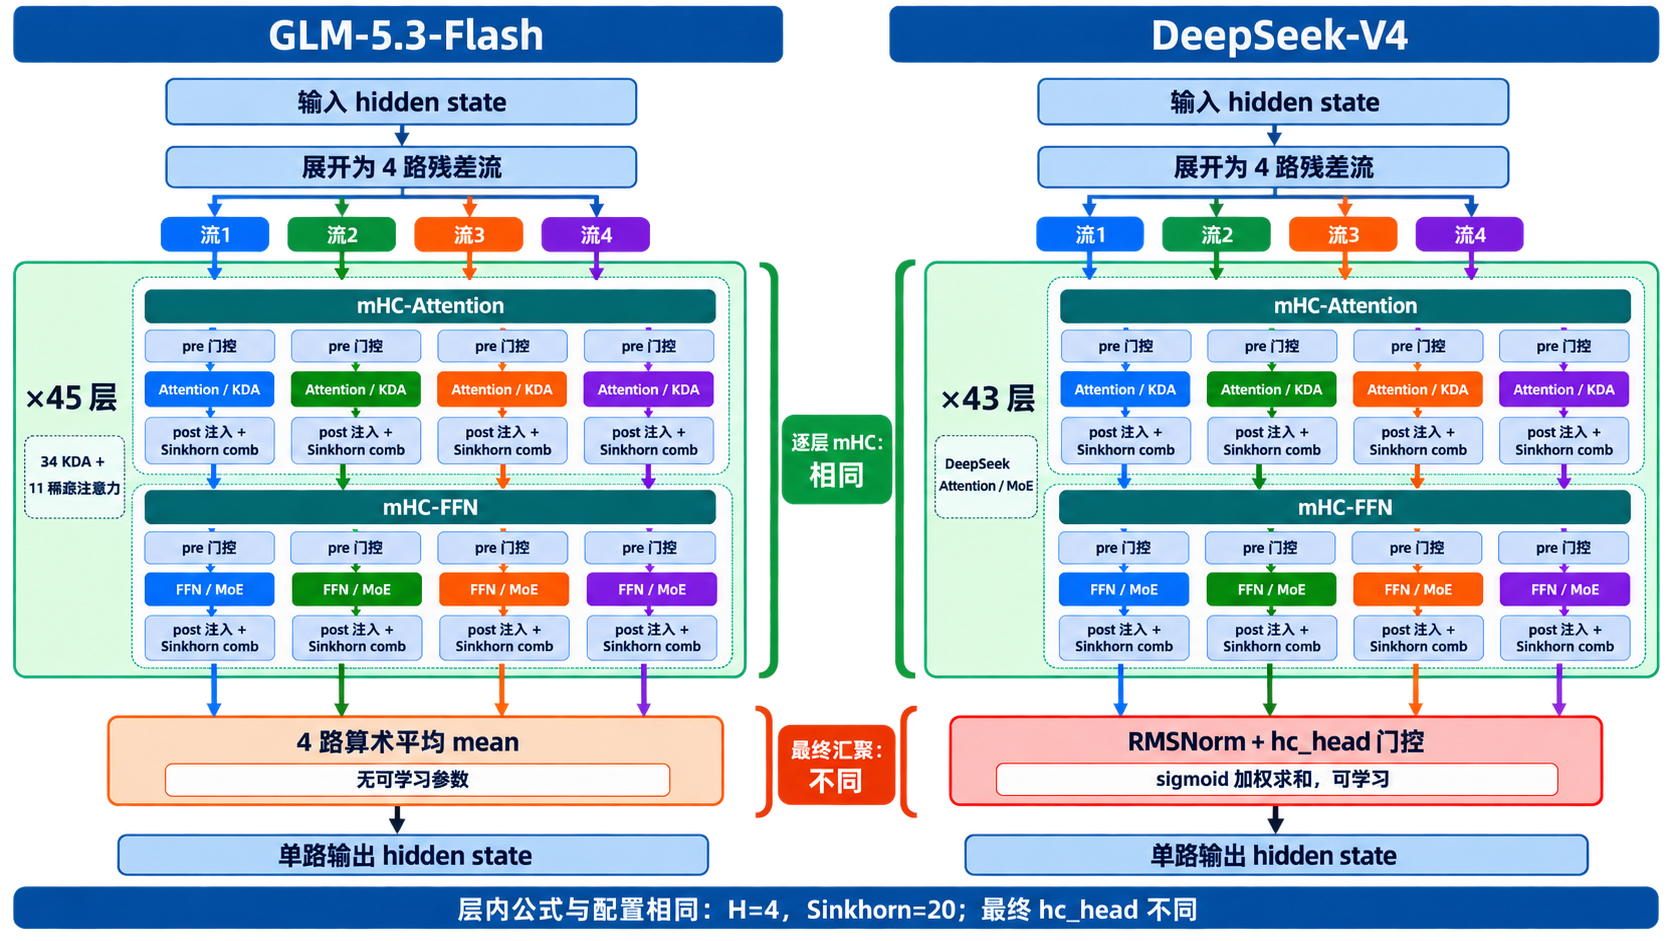 GLM-5.3-Flash
输入 hidden state
展开为 4 路残差流
流1
流2
流3
流4
×45 层
34 KDA +
11 稀疏注意力
mHC-Attention
pre 门控
pre 门控
pre 门控
pre 门控
Attention / KDA
Attention / KDA
Attention / KDA
Attention / KDA
post 注入 +
Sinkhorn comb
post 注入 +
Sinkhorn comb
post 注入 +
Sinkhorn comb
post 注入 +
Sinkhorn comb
mHC-FFN
pre 门控
pre 门控
pre 门控
pre 门控
FFN / MoE
FFN / MoE
FFN / MoE
FFN / MoE
post 注入 +
Sinkhorn comb
post 注入 +
Sinkhorn comb
post 注入 +
Sinkhorn comb
post 注入 +
Sinkhorn comb
4 路算术平均 mean
无可学习参数
单路输出 hidden state
逐层 mHC：
相同
最终汇聚：
不同
DeepSeek-V4
输入 hidden state
展开为 4 路残差流
流1
流2
流3
流4
×43 层
DeepSeek
Attention / MoE
mHC-Attention
pre 门控
pre 门控
pre 门控
pre 门控
Attention / KDA
Attention / KDA
Attention / KDA
Attention / KDA
post 注入 +
Sinkhorn comb
post 注入 +
Sinkhorn comb
post 注入 +
Sinkhorn comb
post 注入 +
Sinkhorn comb
mHC-FFN
pre 门控
pre 门控
pre 门控
pre 门控
FFN / MoE
FFN / MoE
FFN / MoE
FFN / MoE
post 注入 +
Sinkhorn comb
post 注入 +
Sinkhorn comb
post 注入 +
Sinkhorn comb
post 注入 +
Sinkhorn comb
RMSNorm + hc_head 门控
sigmoid 加权求和，可学习
单路输出 hidden state
层内公式与配置相同：H=4，Sinkhorn=20；最终 hc_head 不同